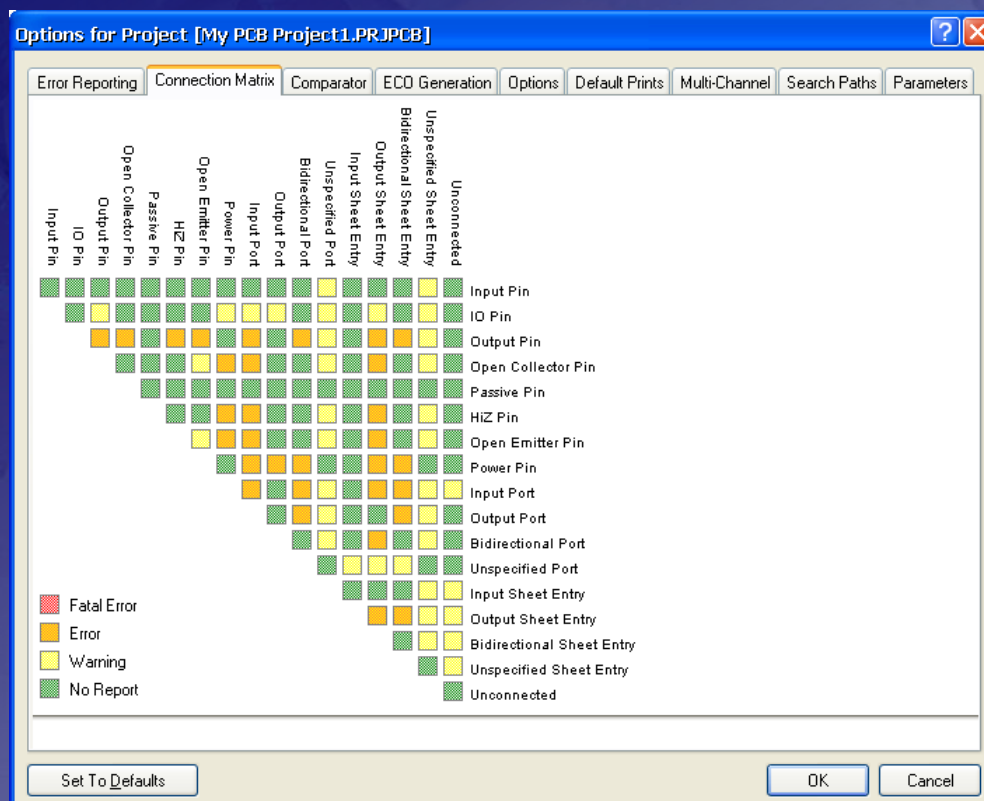 Options for Project [My PCB Project1.PRJPCB]
Error Reporting
Connection Matrix
Comparator
ECO Generation
Options
Default Prints
Multi-Channel
Search Paths
Parameters
Input Pin
IO Pin
Output Pin
Open Collector Pin
Passive Pin
HiZ Pin
Open Emitter Pin
Power Pin
Input Port
Output Port
Bidirectional Port
Unspecified Port
Input Sheet Entry
Output Sheet Entry
Bidirectional Sheet Entry
Unspecified Sheet Entry
Unconnected
Input Pin
IO Pin
Output Pin
Open Collector Pin
Passive Pin
HiZ Pin
Open Emitter Pin
Power Pin
Input Port
Output Port
Bidirectional Port
Unspecified Port
Input Sheet Entry
Output Sheet Entry
Bidirectional Sheet Entry
Unspecified Sheet Entry
Unconnected
Fatal Error
Error
Warning
No Report
Set To Defaults
OK
Cancel